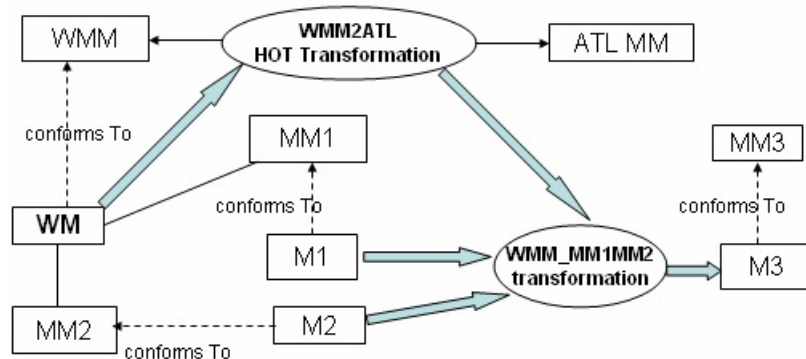 WMM
WMM2ATL
HOT Transformation
ATL MM
conforms To
MM1
MM3
conforms To
conforms To
WM
M1
WMM_MM1MM2
transformation
M3
MM2
M2
conforms To